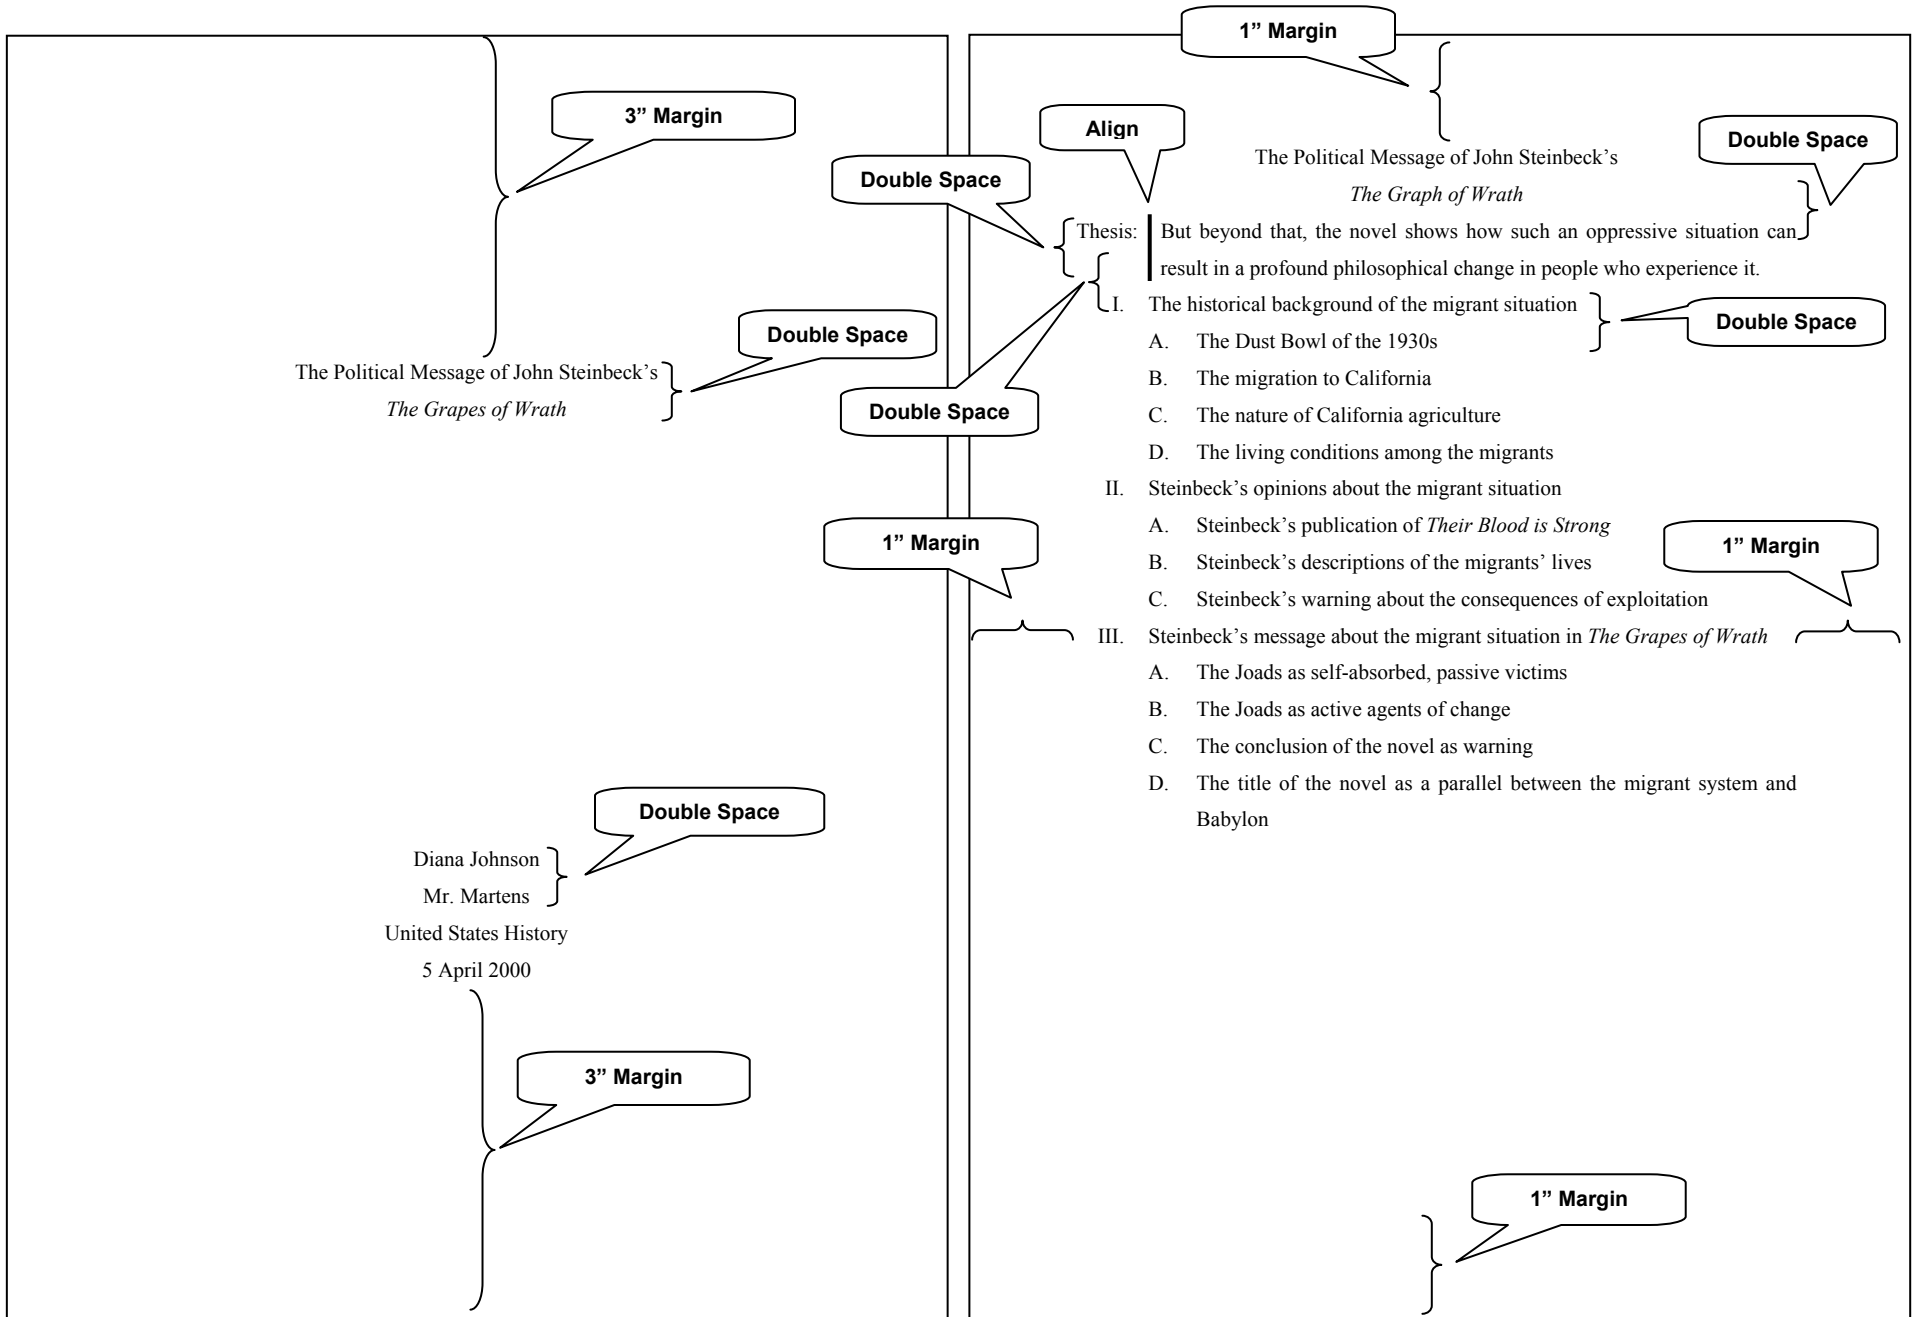 3” Margin
Double Space
The Political Message of John Steinbeck’s
The Grapes of Wrath
Double Space
Diana Johnson
Mr. Martens
United States History
5 April 2000
3” Margin
1” Margin
Align
Double Space
Double Space
The Political Message of John Steinbeck’s
The Graph of Wrath
Thesis: But beyond that, the novel shows how such an oppressive situation can
result in a profound philosophical change in people who experience it.
I. The historical background of the migrant situation
Double Space
A. The Dust Bowl of the 1930s
B. The migration to California
Double Space
C. The nature of California agriculture
D. The living conditions among the migrants
II. Steinbeck’s opinions about the migrant situation
A. Steinbeck’s publication of Their Blood is Strong
1” Margin
1” Margin
B. Steinbeck’s descriptions of the migrants’ lives
C. Steinbeck’s warning about the consequences of exploitation
III. Steinbeck’s message about the migrant situation in The Grapes of Wrath
A. The Joads as self-absorbed, passive victims
B. The Joads as active agents of change
C. The conclusion of the novel as warning
D. The title of the novel as a parallel between the migrant system and
Babylon
1” Margin